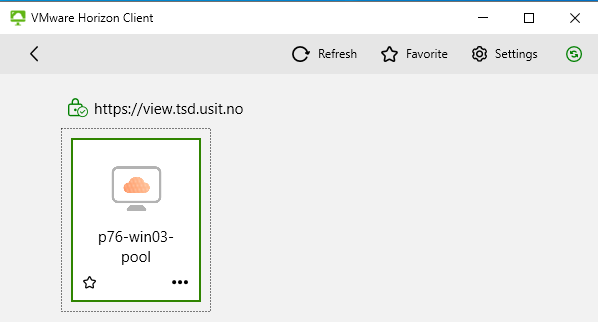 VMware Horizon Client
Refresh
Favorite
Settings
https://view.tsd.usit.no
p76-win03-
pool